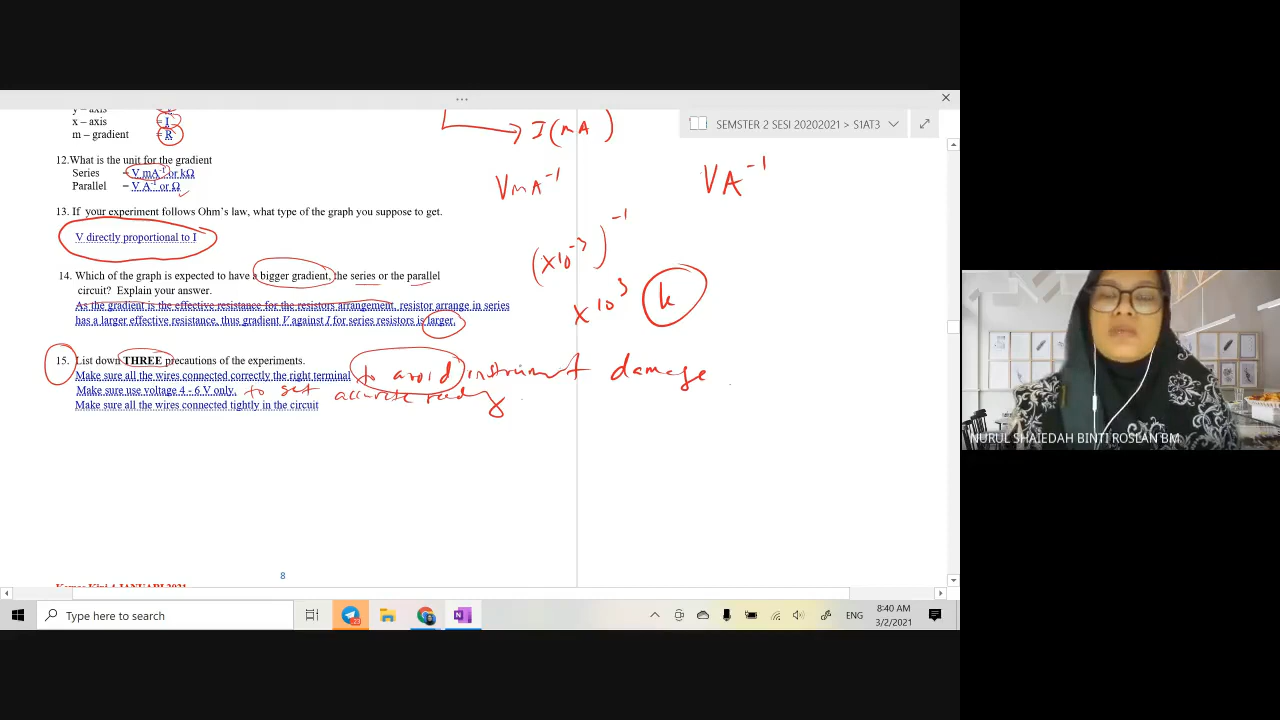 SEMSTER 2 SESI 20202021 > S1AT3
y – axis
x – axis = I
m – gradient = R
I(mA)
12.What is the unit for the gradient
Series = V mA⁻¹ or kΩ
Parallel = V A⁻¹ or Ω
VmA⁻¹
VA⁻¹
13. If your experiment follows Ohm's law, what type of the graph you suppose to get.
V directly proportional to I
(x10⁻³)⁻¹
x10³ k
14. Which of the graph is expected to have a bigger gradient, the series or the parallel
circuit? Explain your answer.
As the gradient is the effective resistance for the resistors arrangement, resistor arrange in series
has a larger effective resistance, thus gradient V against I for series resistors is larger.
15. List down THREE precautions of the experiments.
Make sure all the wires connected correctly the right terminal to avoid instrument damage
Make sure use voltage 4 - 6 V only, to get accurate reading
Make sure all the wires connected tightly in the circuit
8
NURUL SHAIEDAH BINTI ROSLAN BM
Type here to search
ENG
8:40 AM
3/2/2021